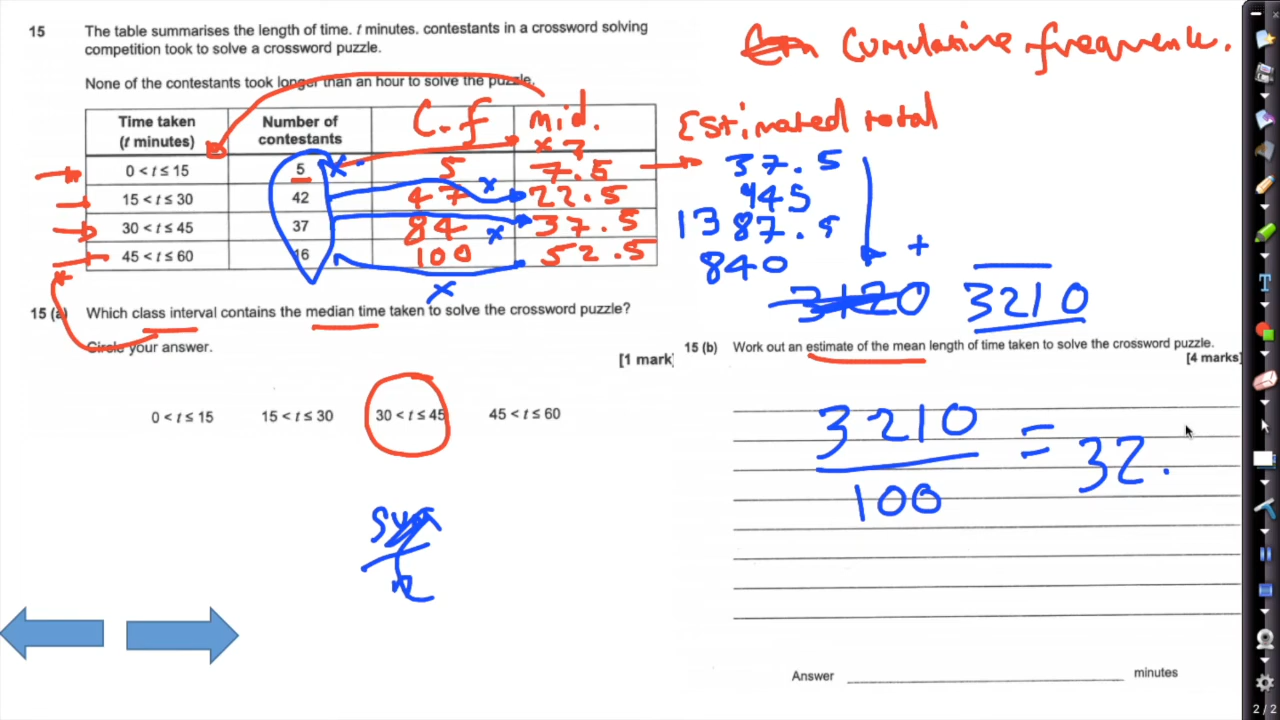 Cumulative frequence.
15 The table summarises the length of time. t minutes. contestants in a crossword solving
competition took to solve a crossword puzzle.
None of the contestants took longer than an hour to solve the puzzle.
Estimated total
Time taken (t minutes) Number of contestants C.f mid. x ?
0 < t ≤ 15 5 x 5 7.5 37.5
15 < t ≤ 30 42 47 x 22.5 945
30 < t ≤ 45 37 84 x 37.5 1387.5
45 < t ≤ 60 16 100 52.5 840
x
+
3120 3210
15 (a) Which class interval contains the median time taken to solve the crossword puzzle?
Circle your answer.
[1 mark]
0 < t ≤ 15 15 < t ≤ 30 30 < t ≤ 45 45 < t ≤ 60
sum
n
15 (b) Work out an estimate of the mean length of time taken to solve the crossword puzzle.
[4 marks]
3210
100
= 32.
Answer minutes
2 / 2